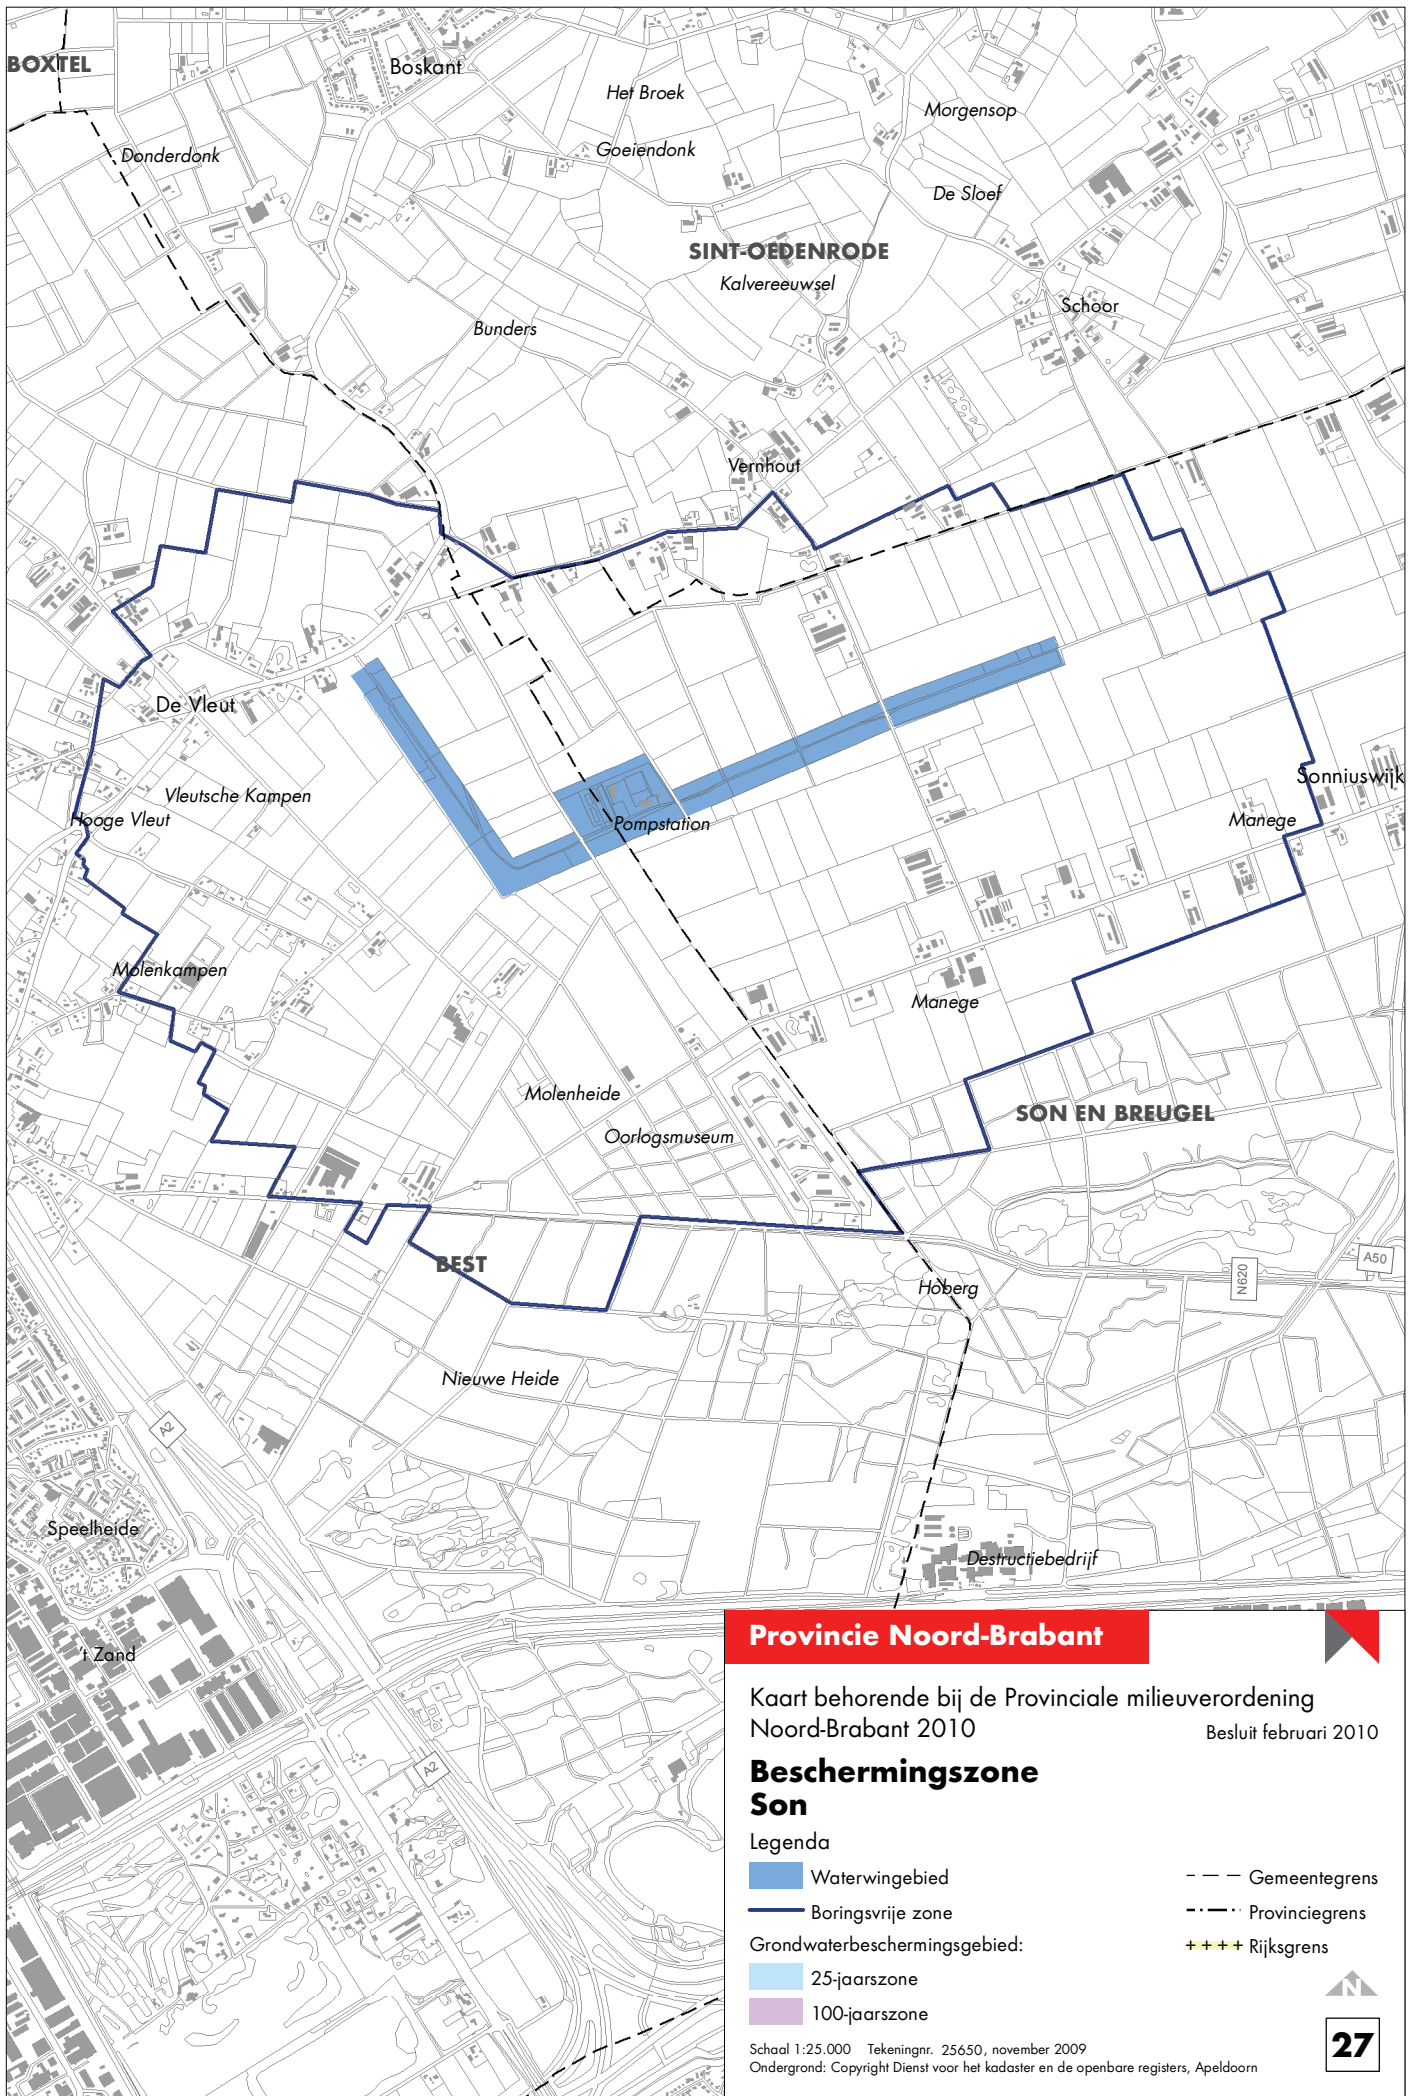 BOXTEL
Boskant
Het Broek
Morgensop
Donderdonk
Goeiendonk
De Sloef
SINT-OEDENRODE
Kalvereeuwsel
Schoor
Bunders
Vernhout
De Vleut
Vleutsche Kampen
Hooge Vleut
Pompstation
Sonniuswijk
Manege
Molenkampen
Manege
Molenheide
Oorlogsmuseum
SON EN BREUGEL
BEST
Hoberg
N620
A50
Nieuwe Heide
A2
Speelheide
Destructiebedrijf
't Zand
A2
Provincie Noord-Brabant
Kaart behorende bij de Provinciale milieuverordening
Noord-Brabant 2010 Besluit februari 2010
Beschermingszone
Son
Legenda
Waterwingebied Gemeentegrens
Boringsvrije zone Provinciegrens
Grondwaterbeschermingsgebied: Rijksgrens
25-jaarszone
N
100-jaarszone
27
Schaal 1:25.000 Tekeningnr. 25650, november 2009
Ondergrond: Copyright Dienst voor het kadaster en de openbare registers, Apeldoorn